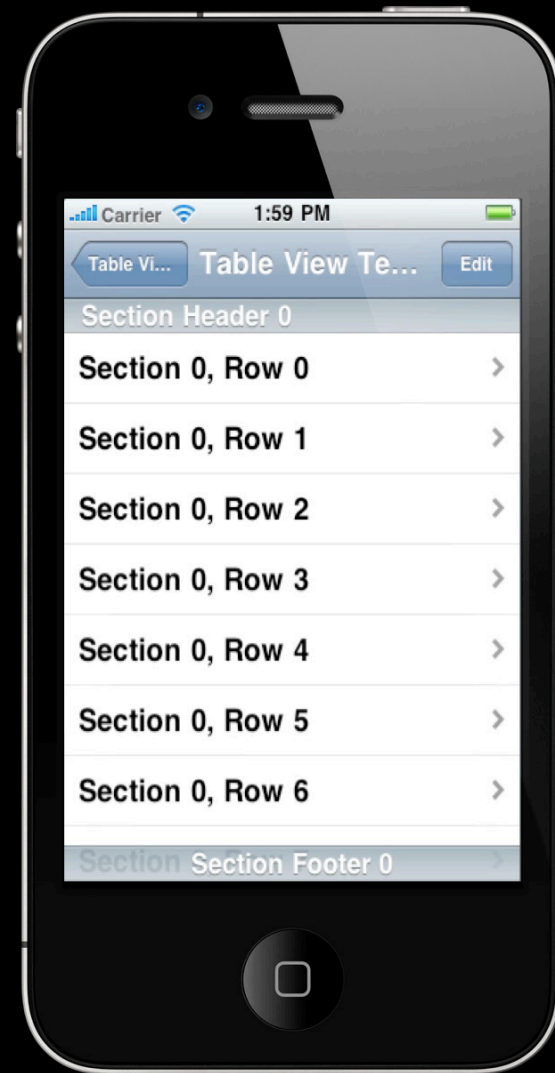 Carrier 1:59 PM
Table Vi... Table View Te... Edit
Section Header 0
Section 0, Row 0
Section 0, Row 1
Section 0, Row 2
Section 0, Row 3
Section 0, Row 4
Section 0, Row 5
Section 0, Row 6
Section Section Footer 0